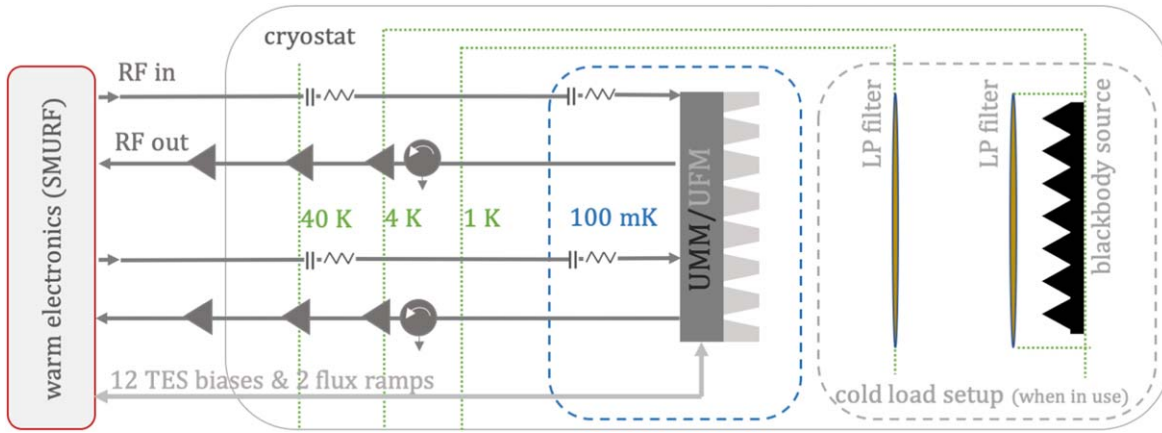 cryostat
RF in
RF out
warm electronics (SMURF)
40 K
4 K
1 K
100 mK
UMM/UFM
LP filter
LP filter
blackbody source
12 TES biases & 2 flux ramps
cold load setup (when in use)